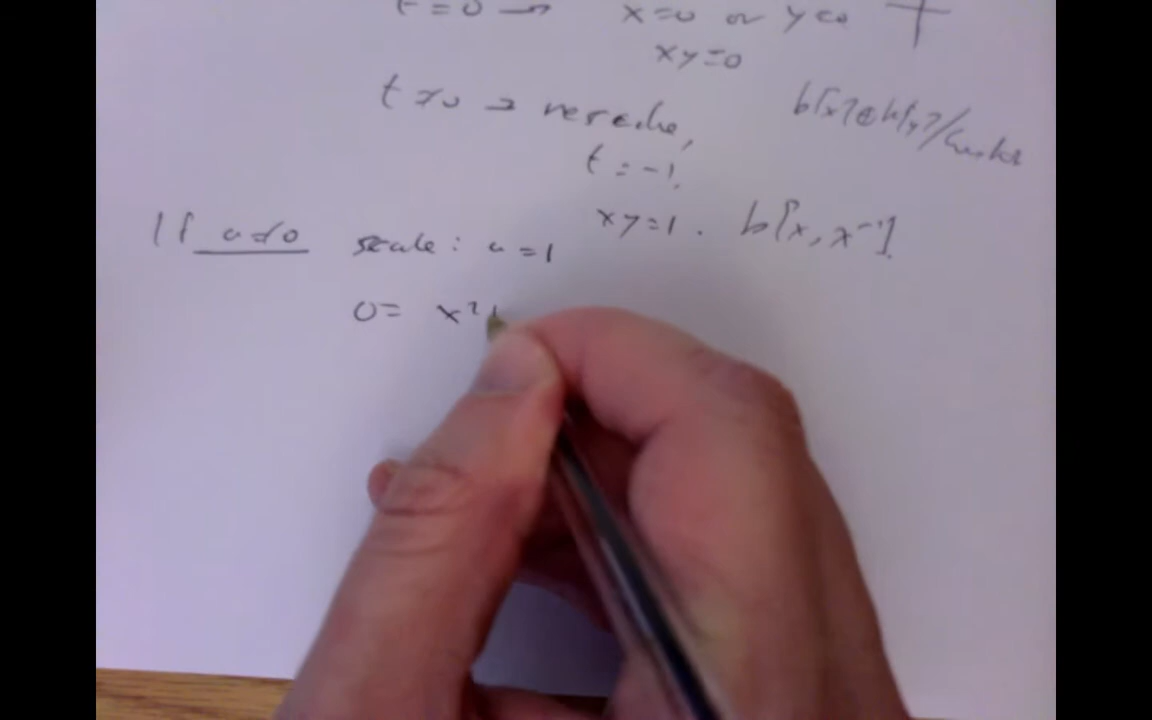 t = 0 → x=0 or y=0
xy=0
t ≠ 0 → rescale,
t = -1.
xy=1. k[x, x⁻¹]
If a≠0 scale: a=1
0= x²+